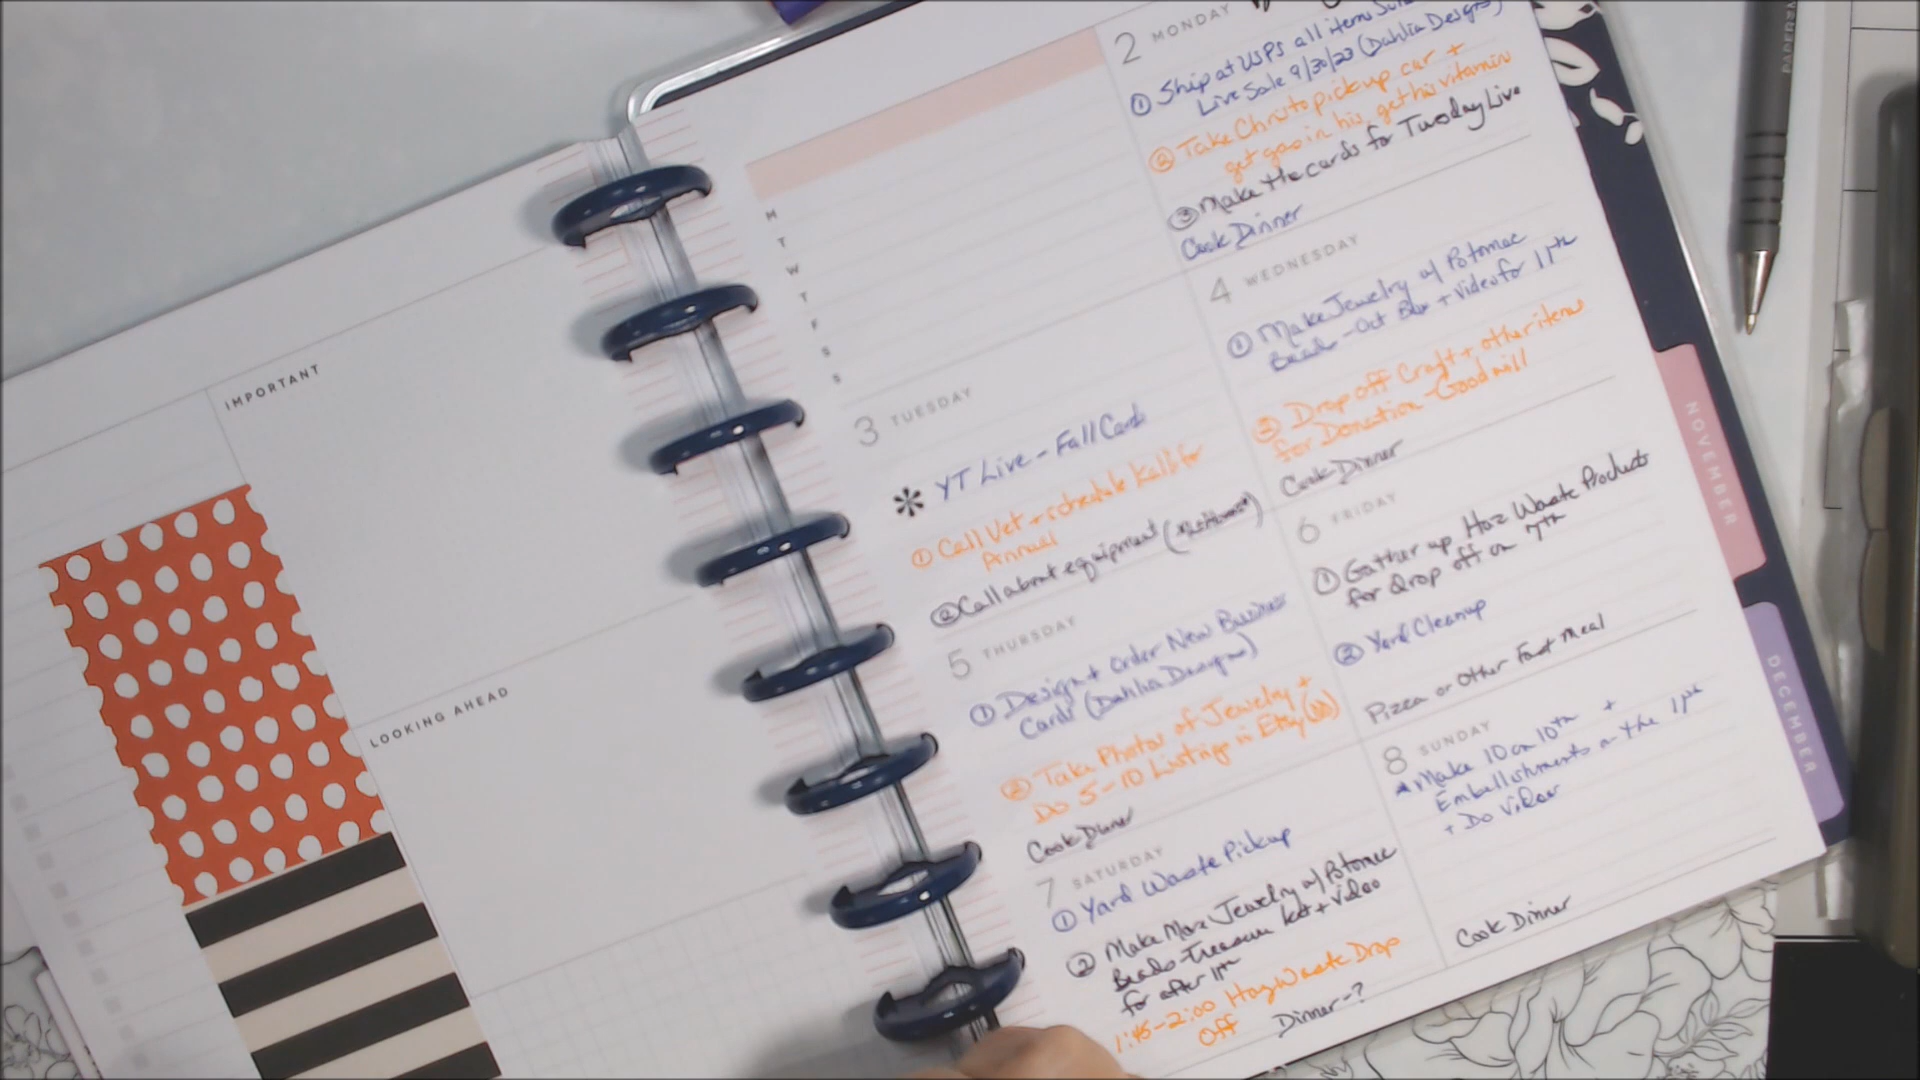 IMPORTANT
LOOKING AHEAD
M
T
W
T
F
S
S
2 MONDAY
① Ship at USPS all items
Live Sale 9/30/23 (Dahlia Designs)
② Take Chris to pick up car +
get gas in his, get his vitamin
③ Make the cards for Tuesday Live
Cook Dinner
3 TUESDAY
* YT Live - Fall Cards
① Call Vet + schedule for
Annual
② Call about equipment
4 WEDNESDAY
① Make Jewelry w/ Potomac
Beads - Oct Box + Video for 11th
② Drop off Craft + other items
for Donation - Goodwill
Cook Dinner
5 THURSDAY
① Design + Order New Business
Cards (Dahlia Designs)
② Take Photos of Jewelry +
Do 5-10 Listings in Etsy
Cook Dinner
6 FRIDAY
① Gather up Haz Waste Products
for drop off on 7th
② Yard Cleanup
Pizza or Other Fast Meal
7 SATURDAY
① Yard Waste Pickup
② Make More Jewelry w/ Potomac
Beads - Treasure + Video
for after 11th
1:45-2:00 Haz Waste Drop
Off
Dinner - ?
8 SUNDAY
* Make 10 on 10th +
Embellishments on the 11th
+ Do Video
Cook Dinner
NOVEMBER
DECEMBER